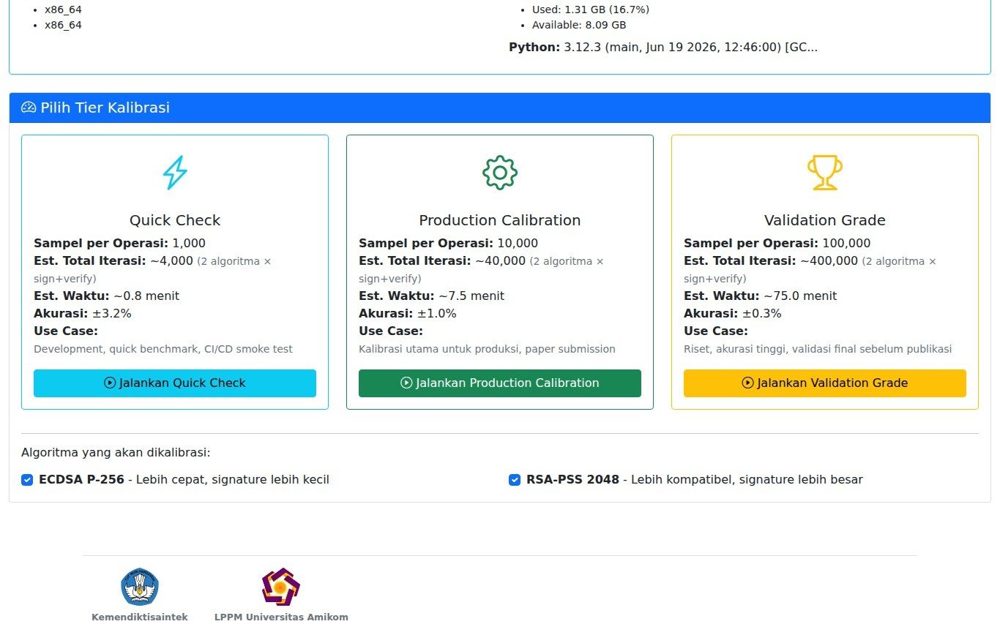 x86_64
x86_64
Used: 1.31 GB (16.7%)
Available: 8.09 GB
Python: 3.12.3 (main, Jun 19 2026, 12:46:00) [GC...
Pilih Tier Kalibrasi
Quick Check
Sampel per Operasi: 1,000
Est. Total Iterasi: ~4,000 (2 algoritma ×
sign+verify)
Est. Waktu: ~0.8 menit
Akurasi: ±3.2%
Use Case:
Development, quick benchmark, CI/CD smoke test
Jalankan Quick Check
Production Calibration
Sampel per Operasi: 10,000
Est. Total Iterasi: ~40,000 (2 algoritma ×
sign+verify)
Est. Waktu: ~7.5 menit
Akurasi: ±1.0%
Use Case:
Kalibrasi utama untuk produksi, paper submission
Jalankan Production Calibration
Validation Grade
Sampel per Operasi: 100,000
Est. Total Iterasi: ~400,000 (2 algoritma ×
sign+verify)
Est. Waktu: ~75.0 menit
Akurasi: ±0.3%
Use Case:
Riset, akurasi tinggi, validasi final sebelum publikasi
Jalankan Validation Grade
Algoritma yang akan dikalibrasi:
ECDSA P-256 - Lebih cepat, signature lebih kecil
RSA-PSS 2048 - Lebih kompatibel, signature lebih besar
Kemendiktisaintek
LPPM Universitas Amikom